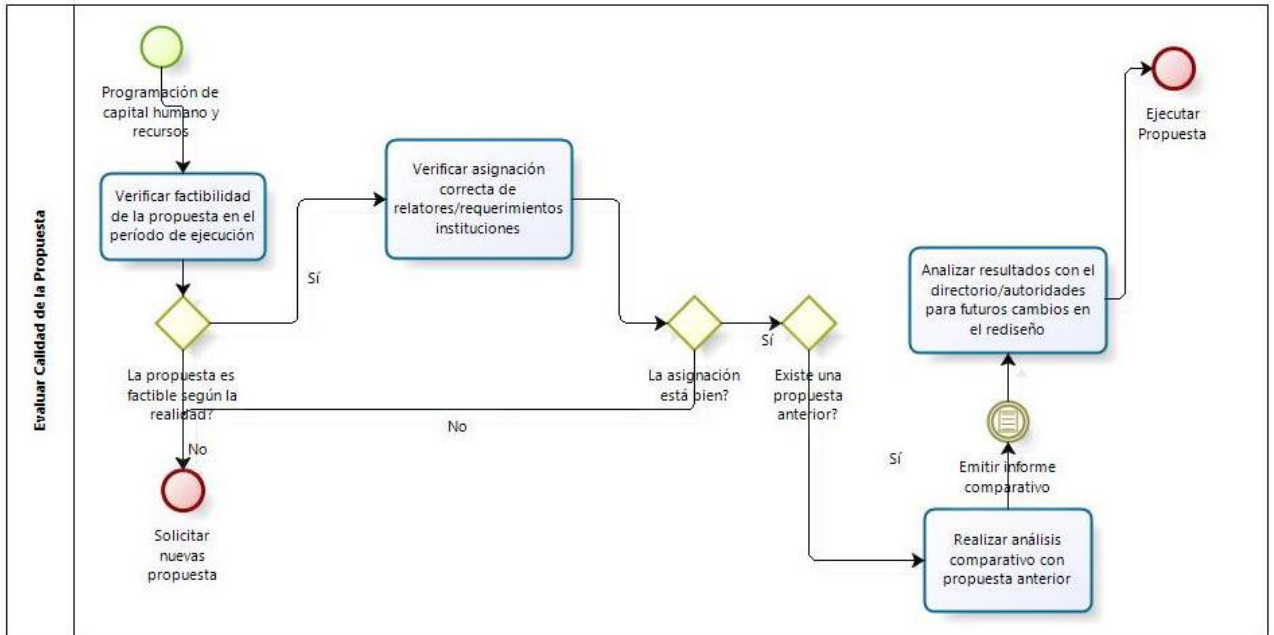 Evaluar Calidad de la Propuesta
Programación de
capital humano y
recursos
Verificar factibilidad
de la propuesta en el
período de ejecución
La propuesta es
factible según la
realidad?
No
Solicitar
nuevas
propuesta
Sí
Verificar asignación
correcta de
relatores/requerimientos
instituciones
La asignación
está bien?
No
Sí
Existe una
propuesta
anterior?
Sí
Realizar análisis
comparativo con
propuesta anterior
Emitir informe
comparativo
Analizar resultados con el
directorio/autoridades
para futuros cambios en
el rediseño
Ejecutar
Propuesta